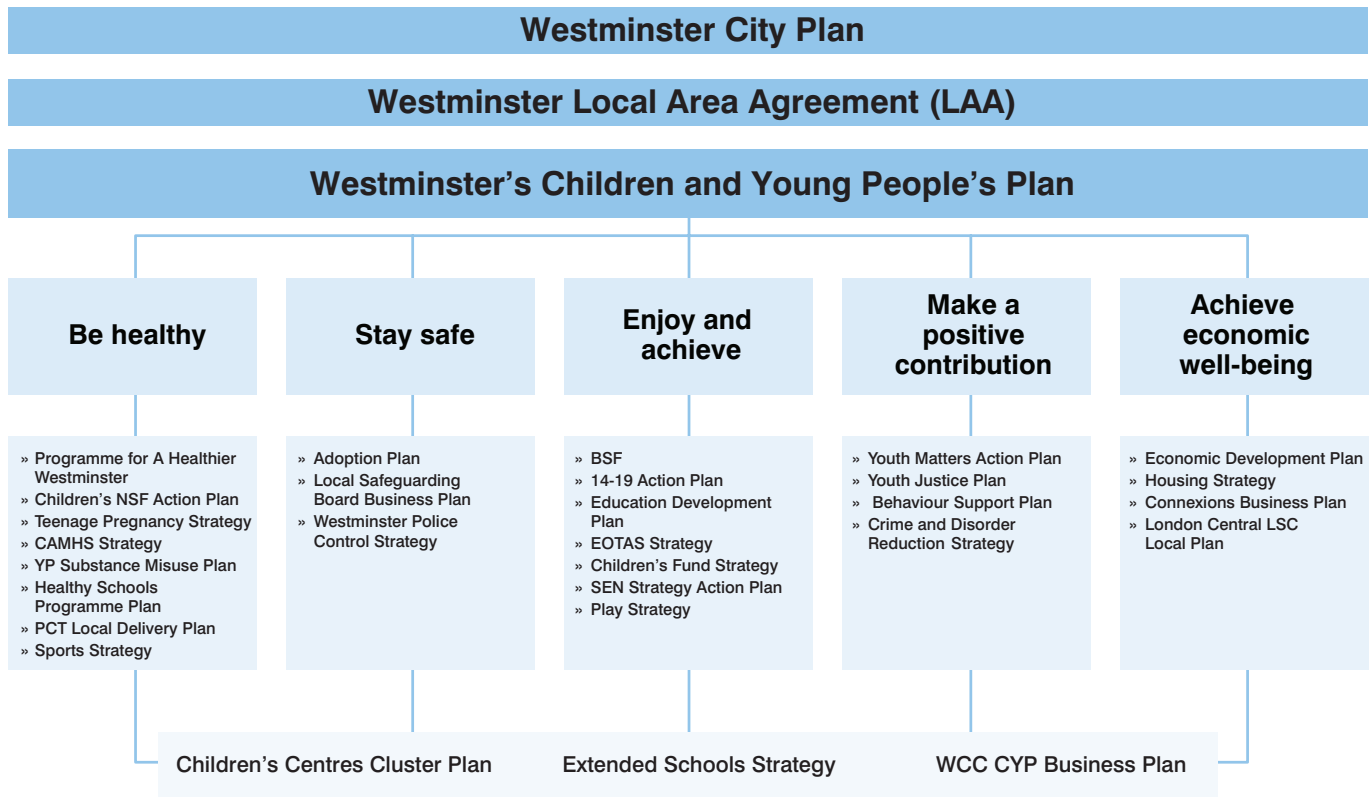 Westminster City Plan
Westminster Local Area Agreement (LAA)
Westminster’s Children and Young People’s Plan
Be healthy
» Programme for A Healthier
Westminster
» Children’s NSF Action Plan
» Teenage Pregnancy Strategy
» CAMHS Strategy
» YP Substance Misuse Plan
» Healthy Schools
Programme Plan
» PCT Local Delivery Plan
» Sports Strategy
Stay safe
» Adoption Plan
» Local Safeguarding
Board Business Plan
» Westminster Police
Control Strategy
Enjoy and
achieve
» BSF
» 14-19 Action Plan
» Education Development
Plan
» EOTAS Strategy
» Children’s Fund Strategy
» SEN Strategy Action Plan
» Play Strategy
Make a
positive
contribution
» Youth Matters Action Plan
» Youth Justice Plan
» Behaviour Support Plan
» Crime and Disorder
Reduction Strategy
Achieve
economic
well-being
» Economic Development Plan
» Housing Strategy
» Connexions Business Plan
» London Central LSC
Local Plan
Children’s Centres Cluster Plan
Extended Schools Strategy
WCC CYP Business Plan